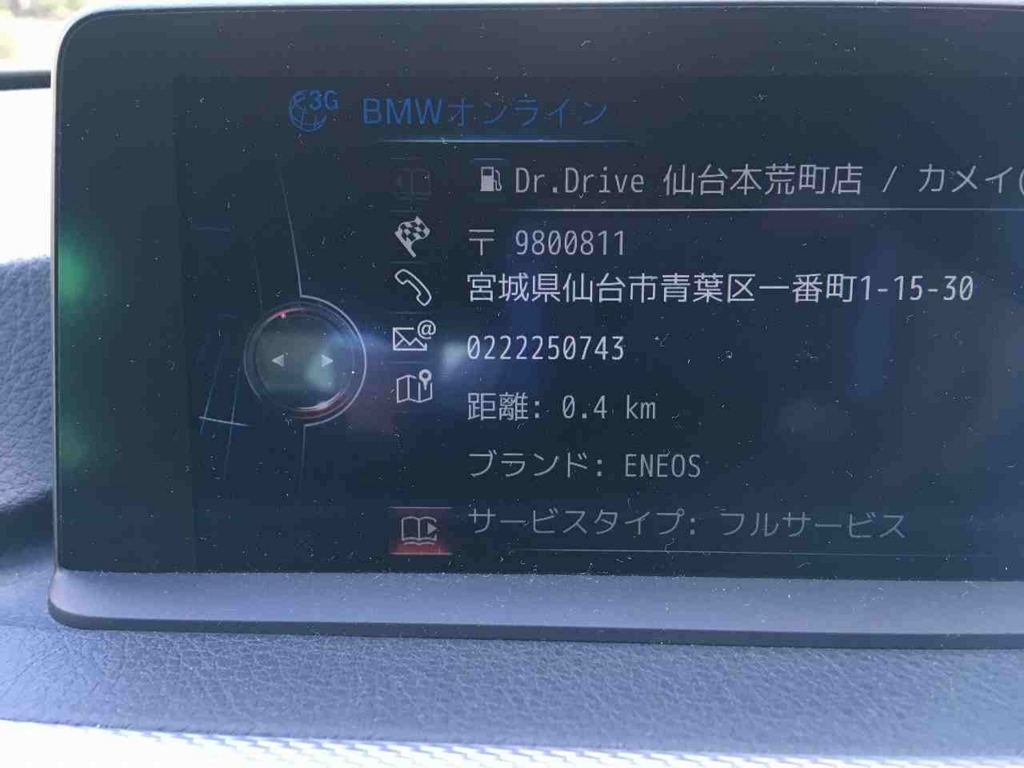 3G BMWオンライン
Dr.Drive 仙台本荒町店 / カメイ(
〒 9800811
宮城県仙台市青葉区一番町1-15-30
@
0222250743
距離: 0.4 km
ブランド: ENEOS
サービスタイプ: フルサービス